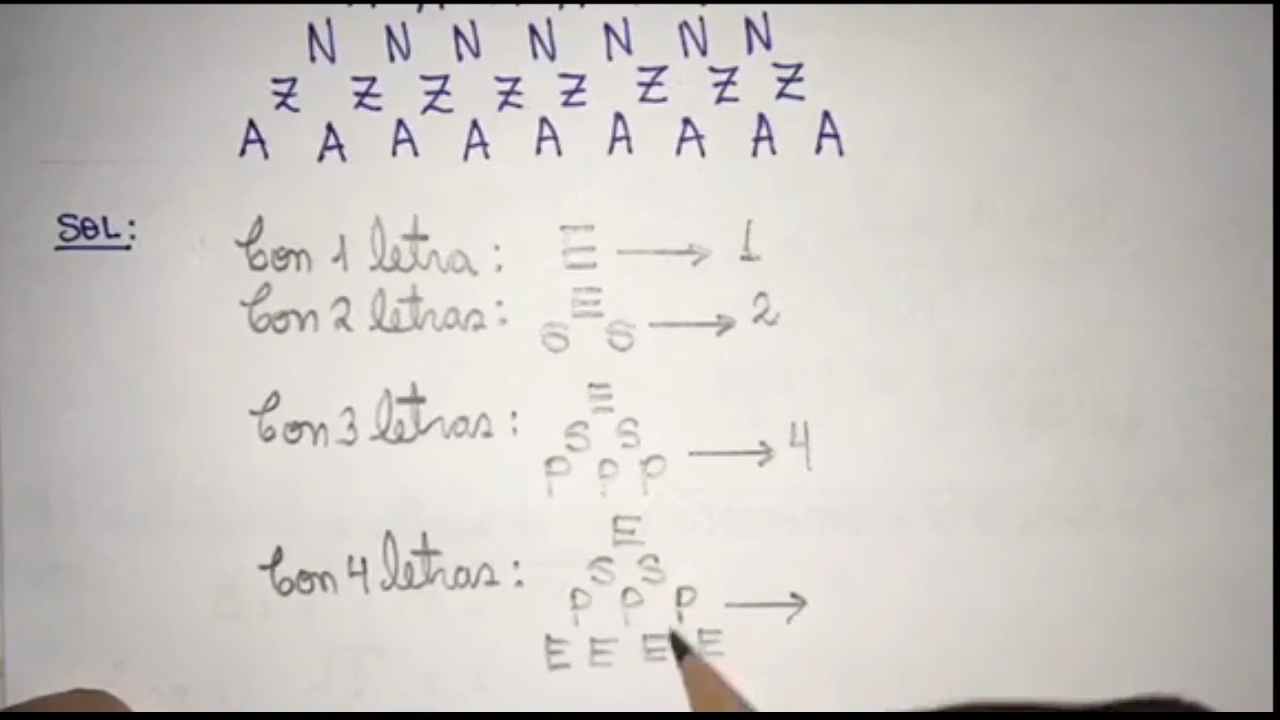 N N N N N N N
Z Z Z Z Z Z Z Z
A A A A A A A A A
SOL:
Con 1 letra: E → 1
Con 2 letras: E
S S → 2
Con 3 letras: E
S S
P P P → 4
Con 4 letras: E
S S
P P P →
E E E E